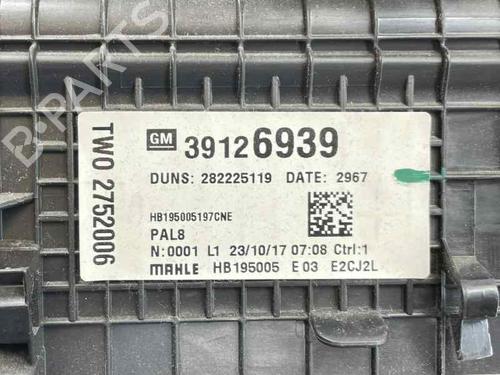 B-PARTS
GM 39126939
TWO 2752006
DUNS: 282225119 DATE: 2967
HB195005197CNE
PAL8
N:0001 L1 23/10/17 07:08 Ctrl:1
MAHLE HB195005 E03 E2CJ2L